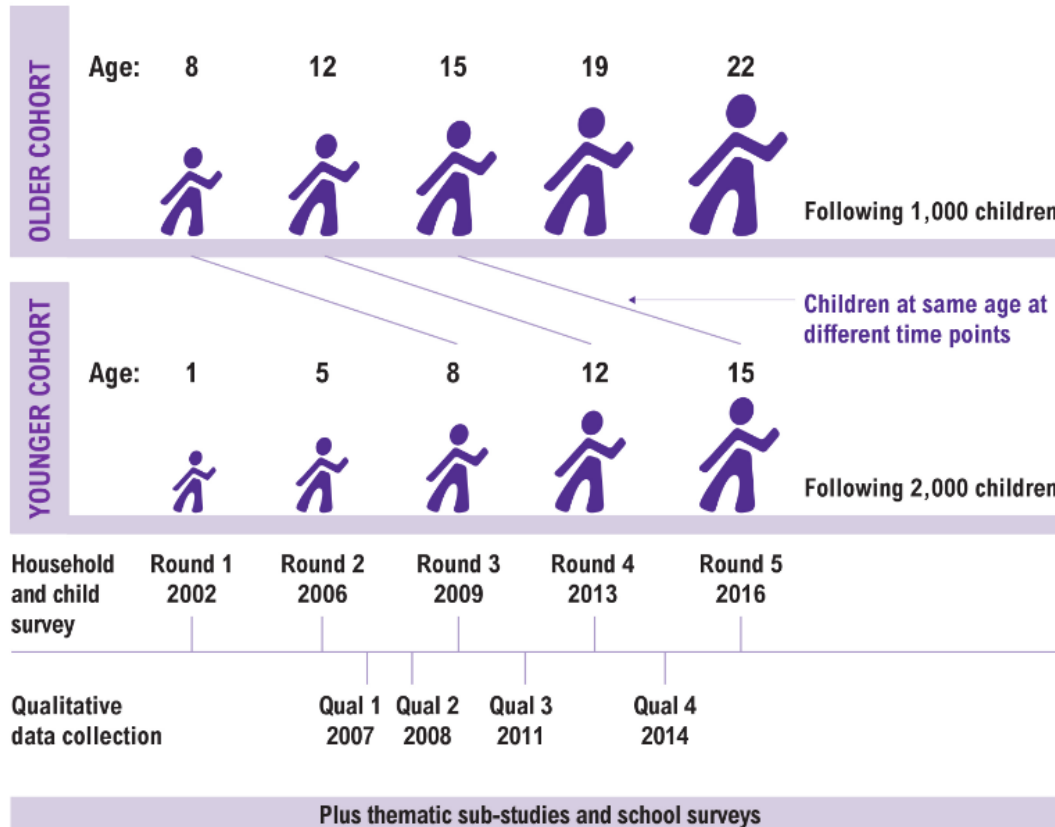 OLDER COHORT
Age: 8 12 15 19 22
Following 1,000 children
Children at same age at
different time points
YOUNGER COHORT
Age: 1 5 8 12 15
Following 2,000 children
Household Round 1 Round 2 Round 3 Round 4 Round 5
and child 2002 2006 2009 2013 2016
survey
Qualitative Qual 1 Qual 2 Qual 3 Qual 4
data collection 2007 2008 2011 2014
Plus thematic sub-studies and school surveys